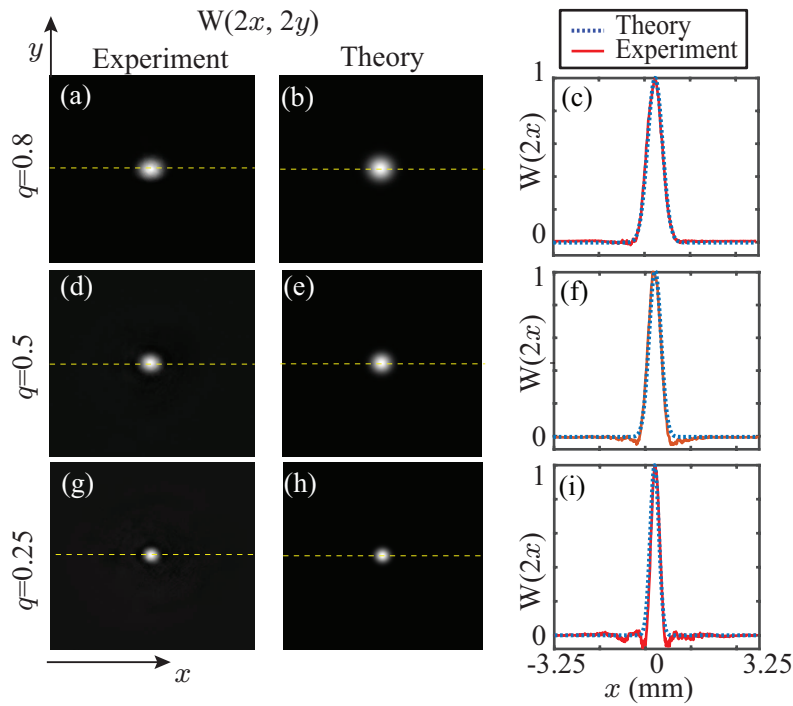 W(2x, 2y)
y
Experiment
Theory
Theory
Experiment
q=0.8
(a)
(b)
(c)
1
0
W(2x)
q=0.5
(d)
(e)
(f)
1
0
W(2x)
q=0.25
(g)
(h)
(i)
1
0
W(2x)
x
-3.25
0
3.25
x (mm)